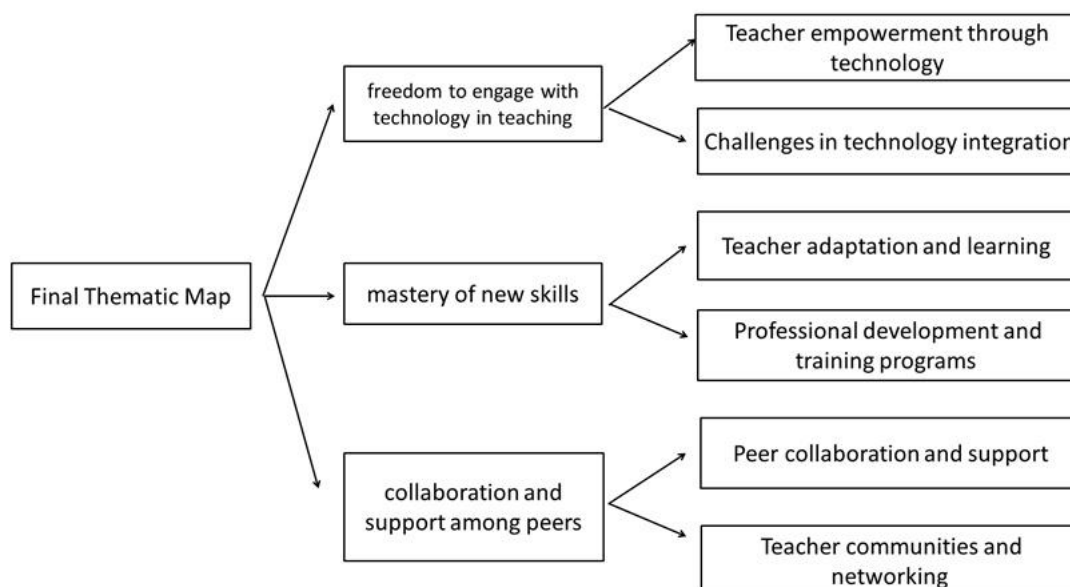 Final Thematic Map
freedom to engage with
technology in teaching
Teacher empowerment through
technology
Challenges in technology integration
mastery of new skills
Teacher adaptation and learning
Professional development and
training programs
collaboration and
support among peers
Peer collaboration and support
Teacher communities and
networking